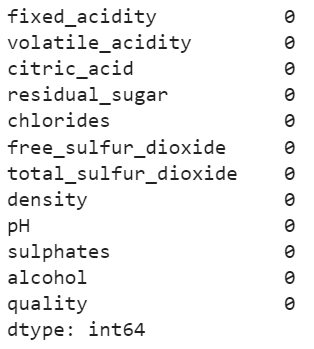 fixed_acidity 0
volatile_acidity 0
citric_acid 0
residual_sugar 0
chlorides 0
free_sulfur_dioxide 0
total_sulfur_dioxide 0
density 0
pH 0
sulphates 0
alcohol 0
quality 0
dtype: int64